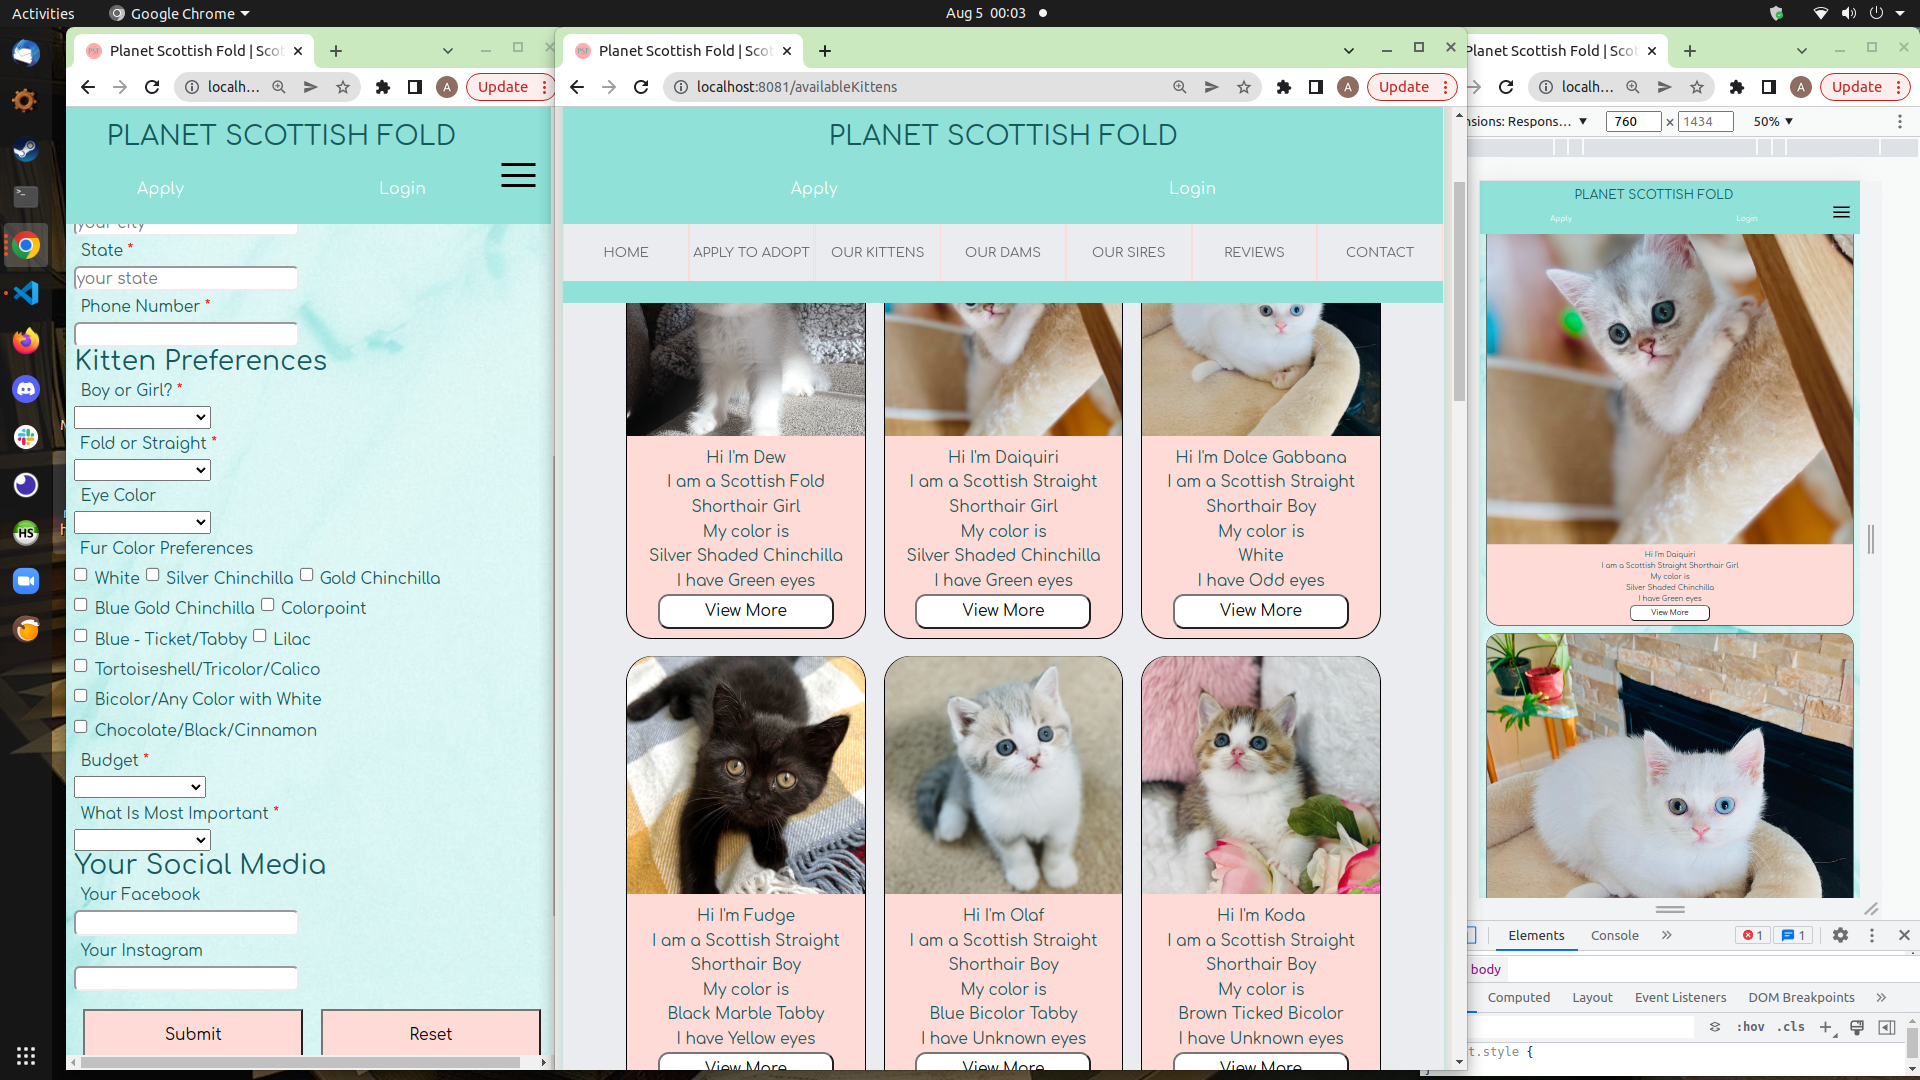 Activities
Google Chrome
Aug 5 00:03
Planet Scottish Fold | Scot
localh...
Update
A
PLANET SCOTTISH FOLD
Apply
Login
your city
State *
your state
Phone Number *
Kitten Preferences
Boy or Girl? *
Fold or Straight *
Eye Color
Fur Color Preferences
White Silver Chinchilla Gold Chinchilla
Blue Gold Chinchilla Colorpoint
Blue - Ticket/Tabby Lilac
Tortoiseshell/Tricolor/Calico
Bicolor/Any Color with White
Chocolate/Black/Cinnamon
Budget *
What Is Most Important *
Your Social Media
Your Facebook
Your Instagram
Submit
Reset
Planet Scottish Fold | Scot
localhost:8081/availableKittens
A
Update
PLANET SCOTTISH FOLD
Apply
Login
HOME
APPLY TO ADOPT
OUR KITTENS
OUR DAMS
OUR SIRES
REVIEWS
CONTACT
Hi I'm Dew
I am a Scottish Fold
Shorthair Girl
My color is
Silver Shaded Chinchilla
I have Green eyes
View More
Hi I'm Daiquiri
I am a Scottish Straight
Shorthair Girl
My color is
Silver Shaded Chinchilla
I have Green eyes
View More
Hi I'm Dolce Gabbana
I am a Scottish Straight
Shorthair Boy
My color is
White
I have Odd eyes
View More
Hi I'm Fudge
I am a Scottish Straight
Shorthair Boy
My color is
Black Marble Tabby
I have Yellow eyes
View More
Hi I'm Olaf
I am a Scottish Straight
Shorthair Boy
My color is
Blue Bicolor Tabby
I have Unknown eyes
View More
Hi I'm Koda
I am a Scottish Straight
Shorthair Boy
My color is
Brown Ticked Bicolor
I have Unknown eyes
View More
Planet Scottish Fold | Scot
localh...
A
Update
nsions: Respons...
760 × 1434
50%
PLANET SCOTTISH FOLD
Apply
Login
Hi I'm Daiquiri
I am a Scottish Straight Shorthair Girl
My color is
Silver Shaded Chinchilla
I have Green eyes
View More
Elements
Console
1
1
body
Computed
Layout
Event Listeners
DOM Breakpoints
:hov
.cls
t.style {
HS